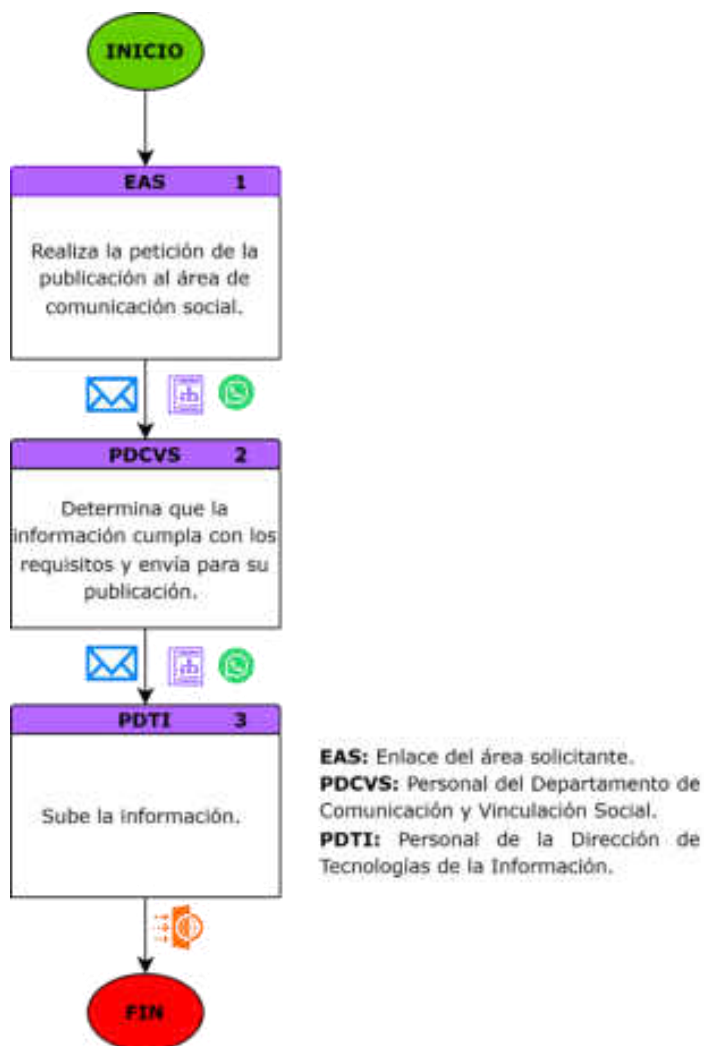 INICIO
EAS 1
Realiza la petición de la
publicación al área de
comunicación social.
PDCVS 2
Determina que la
información cumpla con los
requisitos y envía para su
publicación.
PDTI 3
Sube la información.
EAS: Enlace del área solicitante.
PDCVS: Personal del Departamento de
Comunicación y Vinculación Social.
PDTI: Personal de la Dirección de
Tecnologías de la Información.
FIN